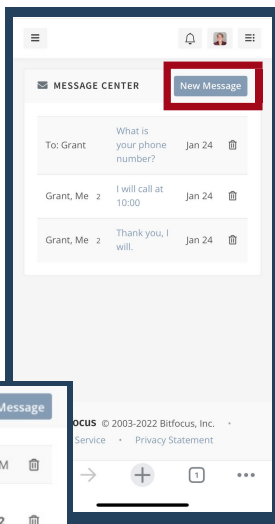 MESSAGE CENTER
New Message
To: Grant
What is
your phone
number?
Jan 24
Grant, Me 2
I will call at
10:00
Jan 24
Grant, Me 2
Thank you, I
will.
Jan 24
Message
M
2
ocus © 2003-2022 Bitfocus, Inc. •
Service • Privacy Statement
1